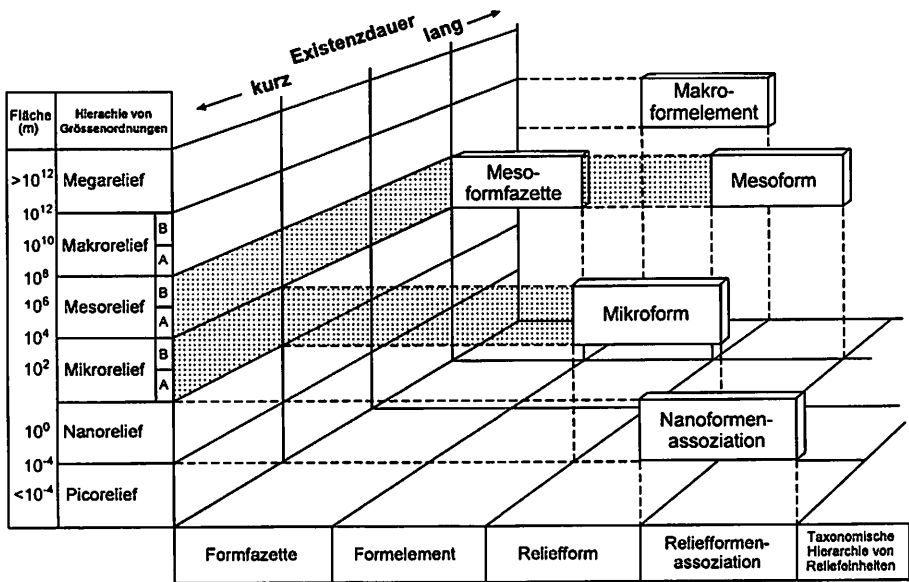 Existenzdauer
lang
kurz
Fläche
(m)
Hierachie von
Grössenordnungen
>10¹² Megarelief
10¹²
Makrorelief B
10¹⁰
A
10⁸
Mesorelief B
10⁶
A
10⁴
Mikrorelief B
10²
A
10⁰ Nanorelief
10⁻⁴
<10⁻⁴ Picorelief
Makro-
formelement
Meso-
formfazette
Mesoform
Mikroform
Nanoformen-
assoziation
Formfazette
Formelement
Reliefform
Reliefformen-
assoziation
Taxonomische
Hierarchie von
Reliefeinheiten